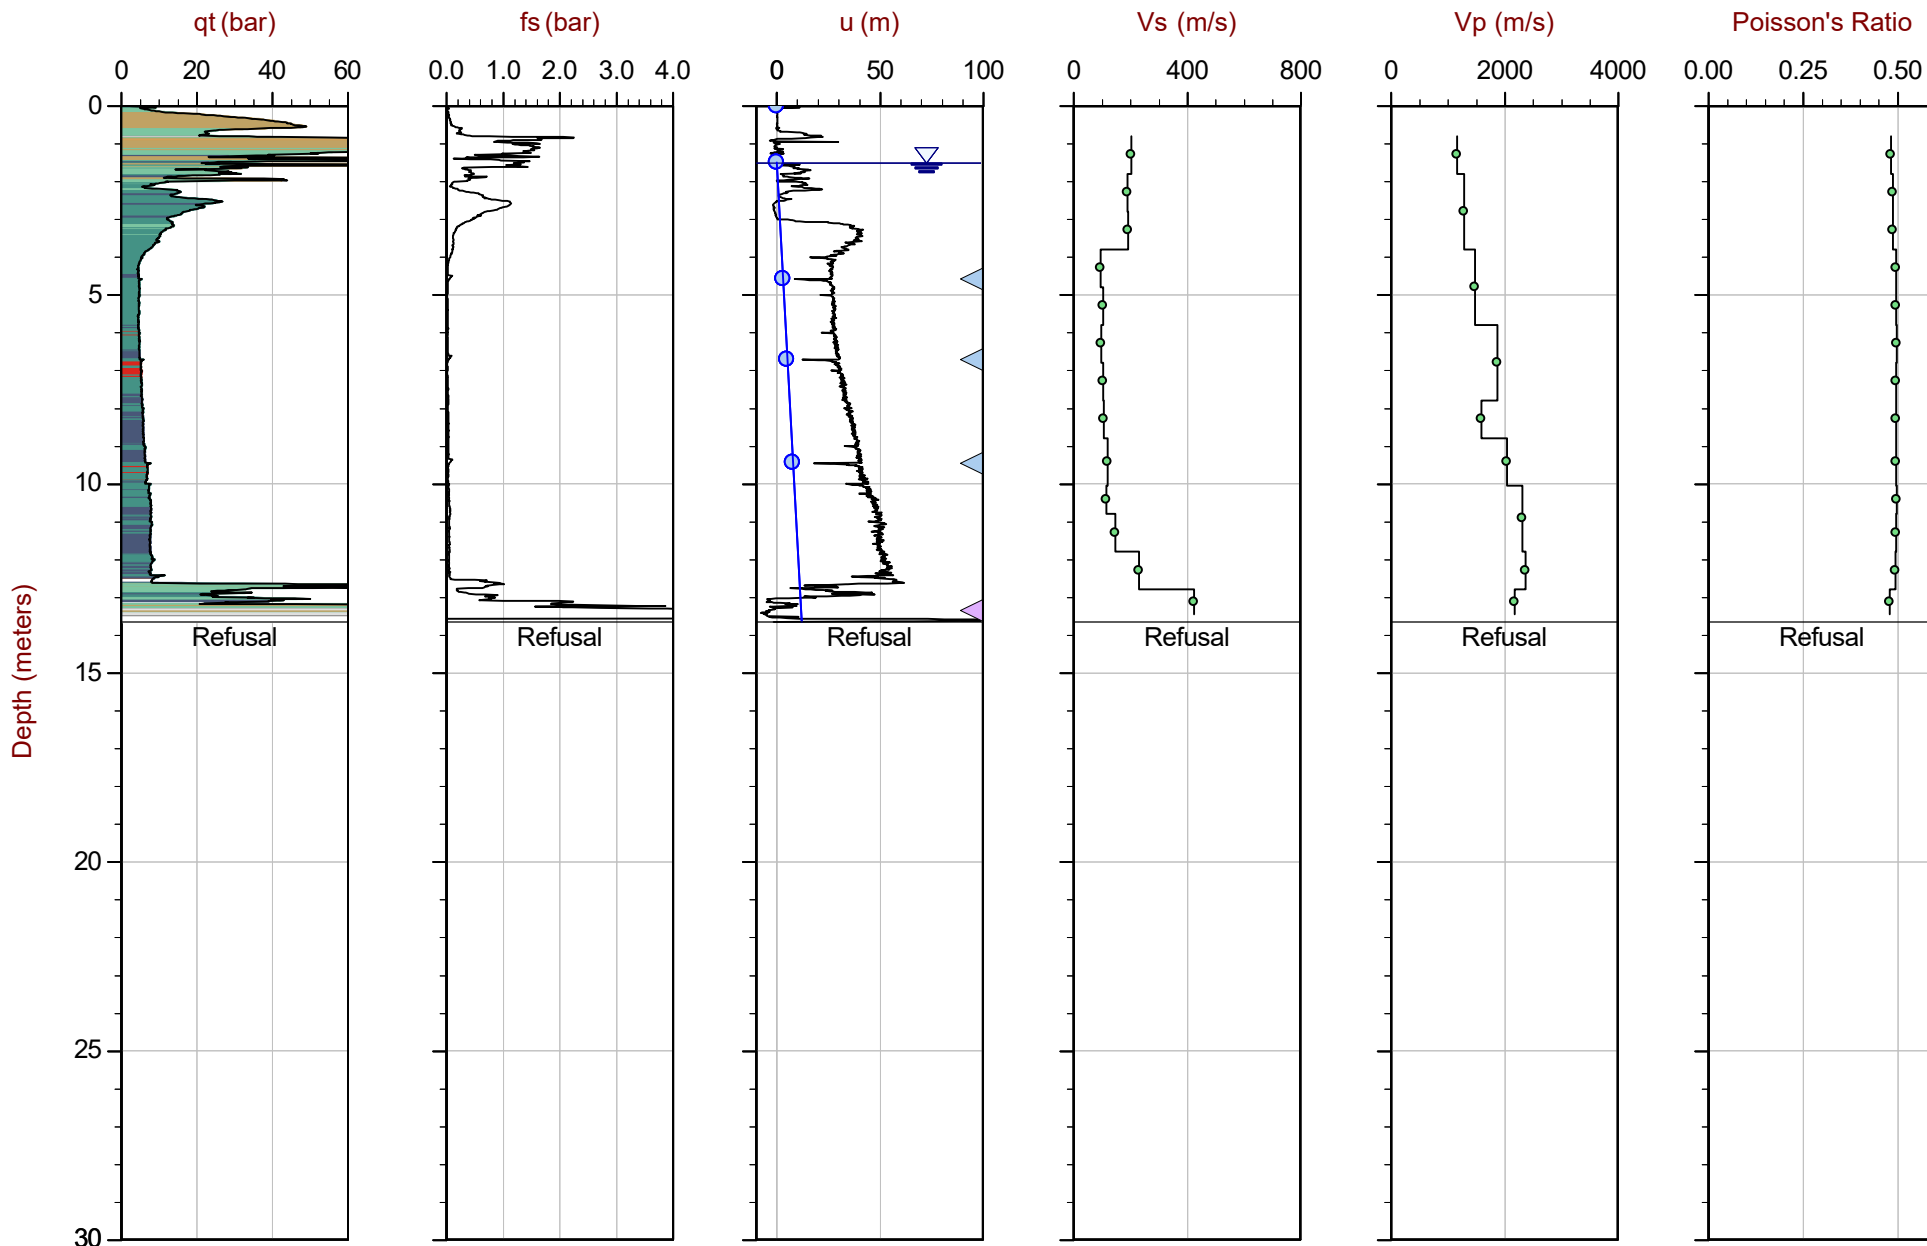 qt (bar) fs (bar) u (m) Vs (m/s) Vp (m/s) Poisson's Ratio
0 20 40 60 0.0 1.0 2.0 3.0 4.0 0 50 100 0 400 800 0 2000 4000 0.00 0.25 0.50
0
5
10
Refusal Refusal Refusal Refusal Refusal Refusal
15
20
25
30
Depth (meters)